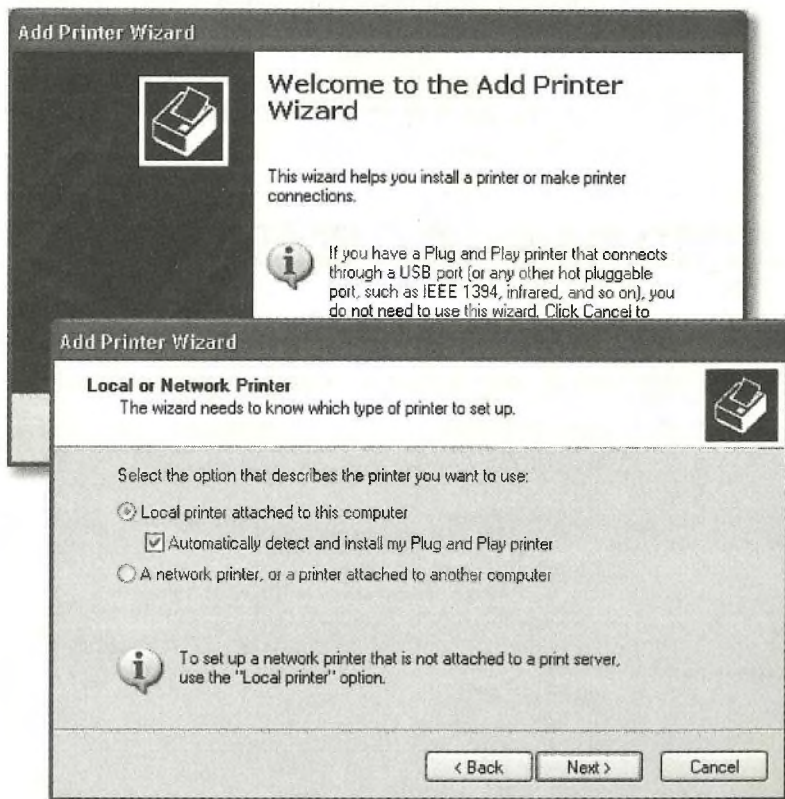 Add Printer Wizard
Welcome to the Add Printer
Wizard
This wizard helps you install a printer or make printer
connections.
If you have a Plug and Play printer that connects
through a USB port (or any other hot pluggable
port, such as IEEE 1394, infrared, and so on), you
do not need to use this wizard. Click Cancel to
Add Printer Wizard
Local or Network Printer
The wizard needs to know which type of printer to set up.
Select the option that describes the printer you want to use:
Local printer attached to this computer
Automatically detect and install my Plug and Play printer
A network printer, or a printer attached to another computer
To set up a network printer that is not attached to a print server,
use the "Local printer" option.
< Back Next > Cancel